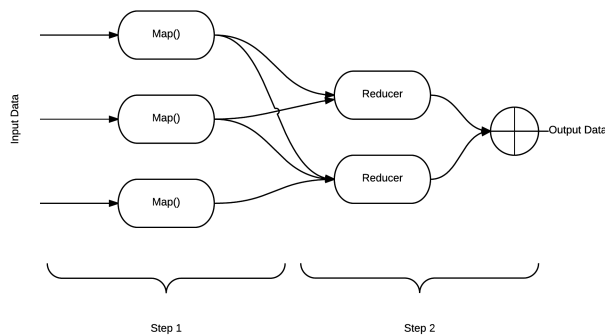 Input Data
Map()
Map()
Map()
Reducer
Reducer
Output Data
Step 1
Step 2